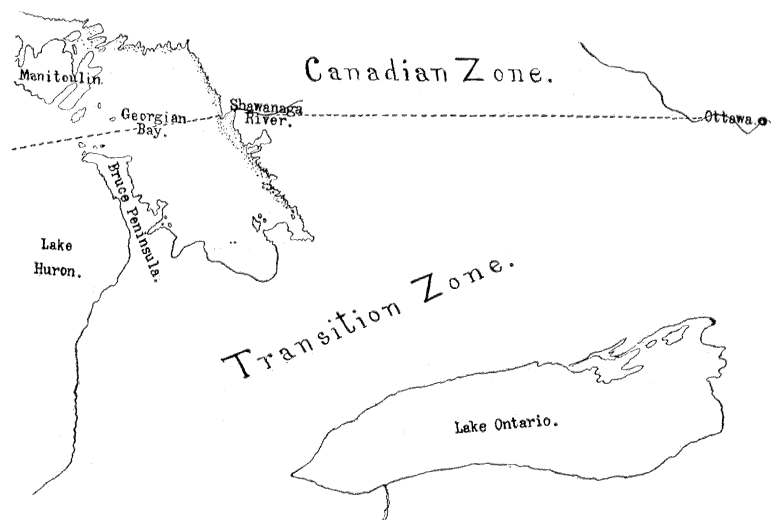 Canadian Zone.
Manitoulin
Shawanaga
River.
Georgian
Bay.
Ottawa.
Bruce Peninsula.
Lake
Huron.
Transition Zone.
Lake Ontario.